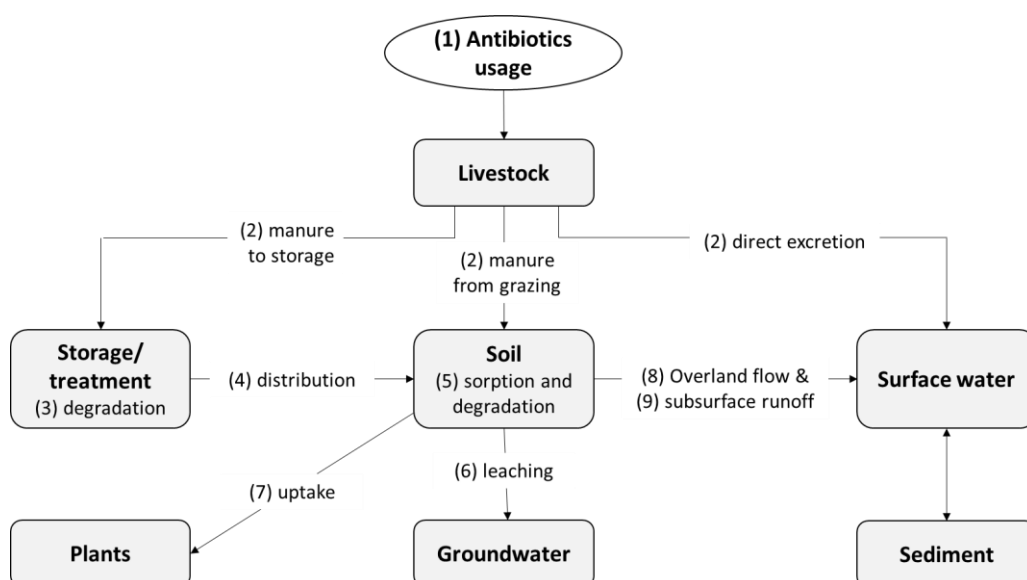 (1) Antibiotics
usage
Livestock
(2) manure
to storage
(2) manure
from grazing
(2) direct excretion
Storage/
treatment
(3) degradation
(4) distribution
Soil
(5) sorption and
degradation
(8) Overland flow &
(9) subsurface runoff
Surface water
(7) uptake
(6) leaching
Plants
Groundwater
Sediment